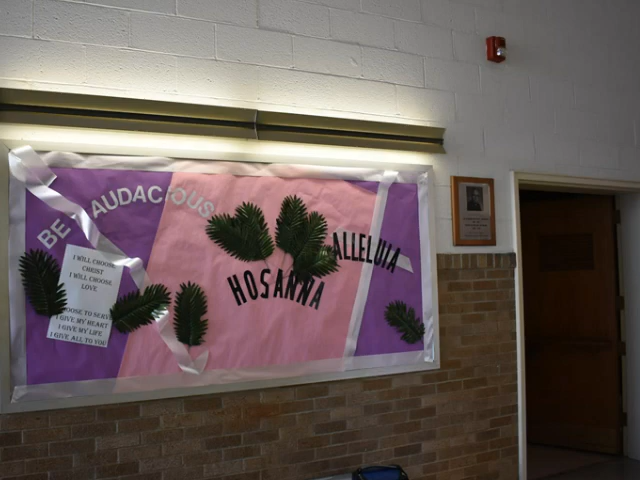 BE AUDACIOUS
I WILL CHOOSE
CHRIST
I WILL CHOOSE
LOVE
OOSE TO SERVE
I GIVE MY HEART
I GIVE MY LIFE
I GIVE ALL TO YOU
HOSANNA
ALLELUIA